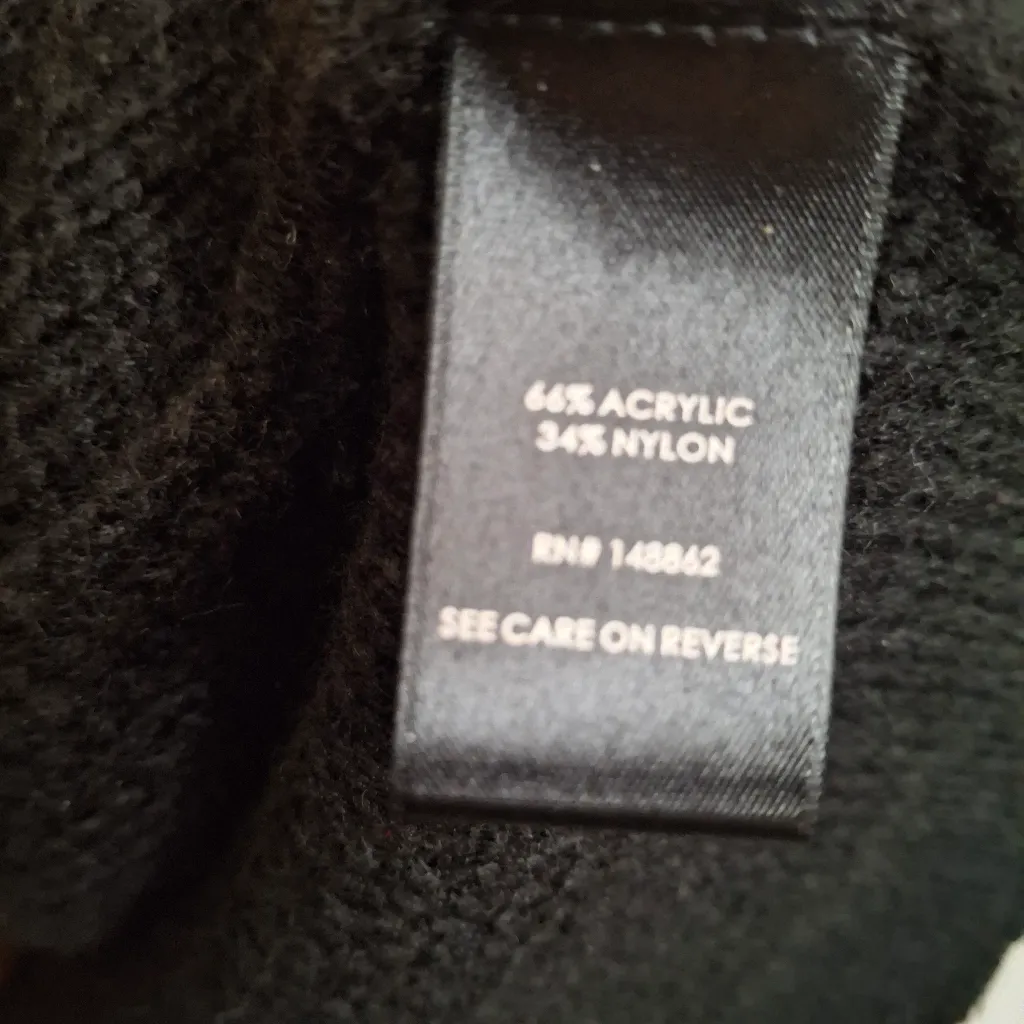 66% ACRYLIC
34% NYLON
RN# 148862
SEE CARE ON REVERSE